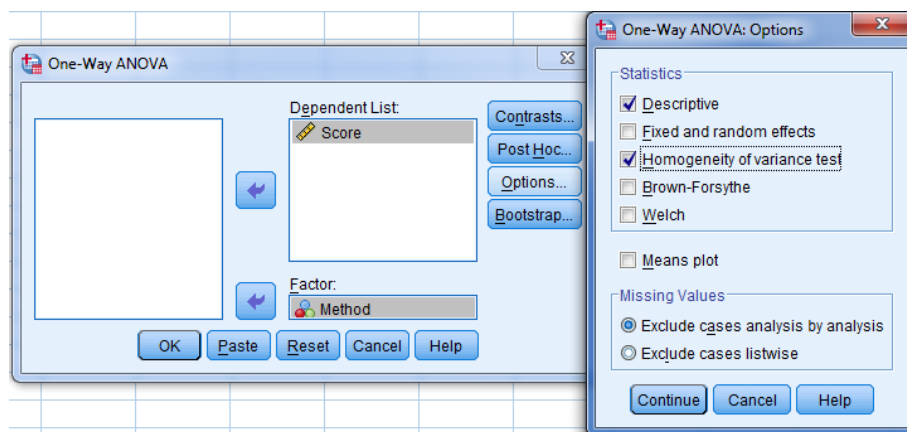 One-Way ANOVA
Dependent List:
Score
Factor:
Method
Contrasts...
Post Hoc...
Options...
Bootstrap...
OK
Paste
Reset
Cancel
Help
One-Way ANOVA: Options
Statistics
Descriptive
Fixed and random effects
Homogeneity of variance test
Brown-Forsythe
Welch
Means plot
Missing Values
Exclude cases analysis by analysis
Exclude cases listwise
Continue
Cancel
Help